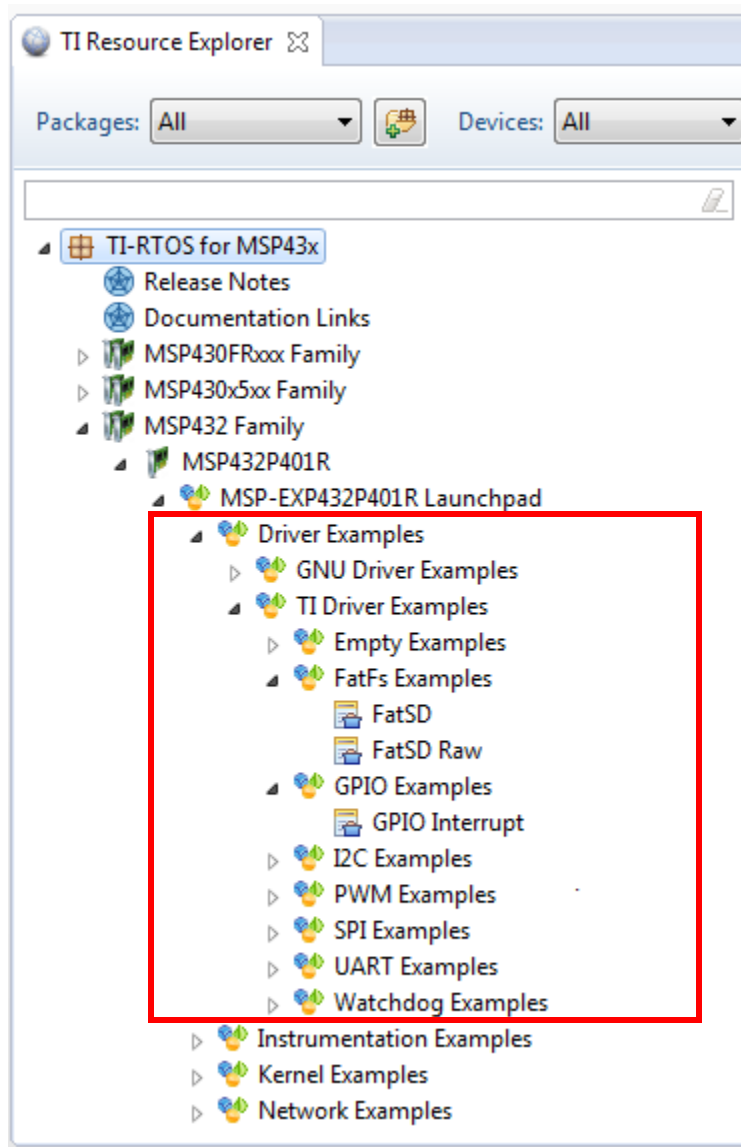 TI Resource Explorer
Packages: All Devices: All
TI-RTOS for MSP43x
Release Notes
Documentation Links
MSP430FRxxx Family
MSP430x5xx Family
MSP432 Family
MSP432P401R
MSP-EXP432P401R Launchpad
Driver Examples
GNU Driver Examples
TI Driver Examples
Empty Examples
FatFs Examples
FatSD
FatSD Raw
GPIO Examples
GPIO Interrupt
I2C Examples
PWM Examples
SPI Examples
UART Examples
Watchdog Examples
Instrumentation Examples
Kernel Examples
Network Examples